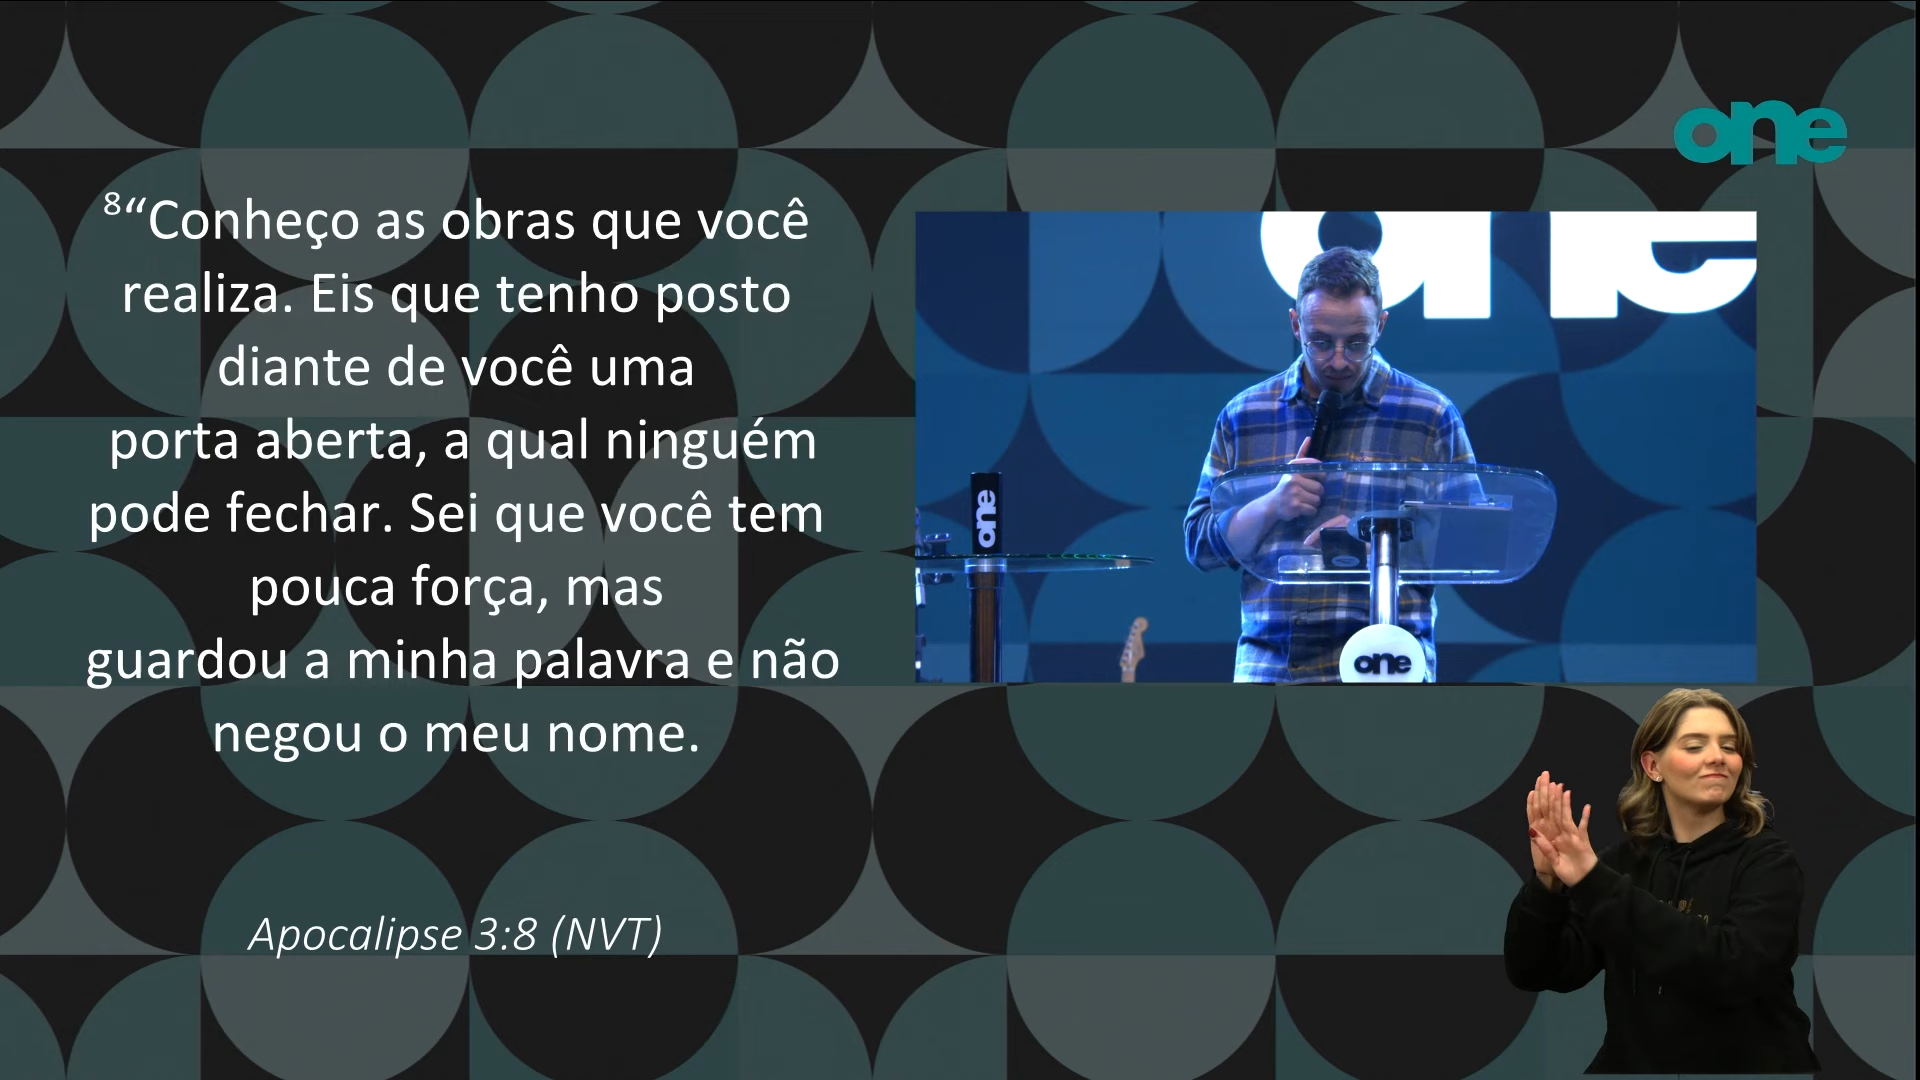 one
⁸“Conheço as obras que você
realiza. Eis que tenho posto
diante de você uma
porta aberta, a qual ninguém
pode fechar. Sei que você tem
pouca força, mas
guardou a minha palavra e não
negou o meu nome.
Apocalipse 3:8 (NVT)
one
one
one